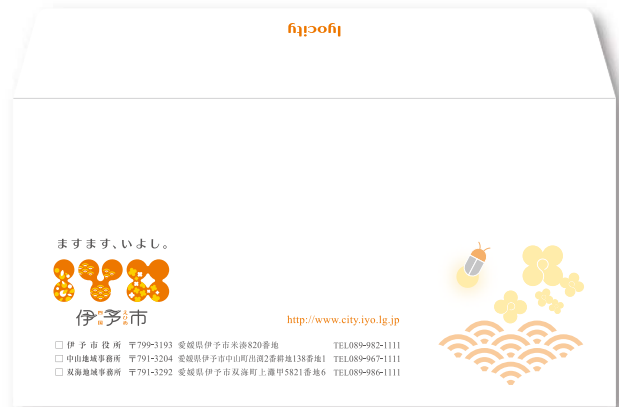 Iyocity
ますます、いよし。
IYO
伊予市
http://www.city.iyo.lg.jp
□ 伊予市役所 〒799-3193 愛媛県伊予市米湊820番地 TEL089-982-1111
□ 中山地域事務所 〒791-3204 愛媛県伊予市中山町出渕2番耕地138番地1 TEL089-967-1111
□ 双海地域事務所 〒791-3292 愛媛県伊予市双海町上灘甲5821番地6 TEL089-986-1111